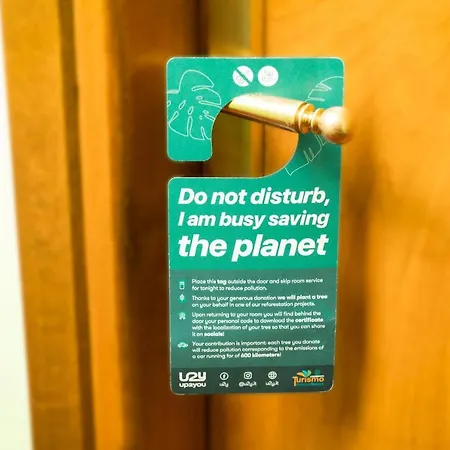 Do not disturb,
I am busy saving
the planet
Place this tag outside the door and skip room service
for tonight to reduce pollution.
Thanks to your generous donation we will plant a tree
on your behalf in one of our reforestation projects.
Upon returning to your room you will find behind the
door your personal code to download the certificate
with the localization of your tree so that you can share it
on socials!
Your contribution is important: each tree you donate
will reduce pollution corresponding to the emissions of
a car running for of 600 kilometers!
up2you
Turismo